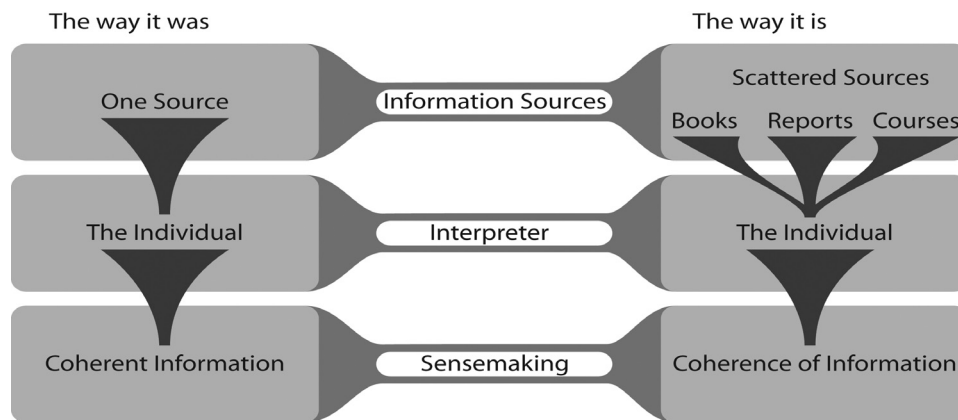 The way it was
The way it is
Scattered Sources
One Source
Information Sources
Books Reports Courses
The Individual
Interpreter
The Individual
Coherent Information
Sensemaking
Coherence of Information